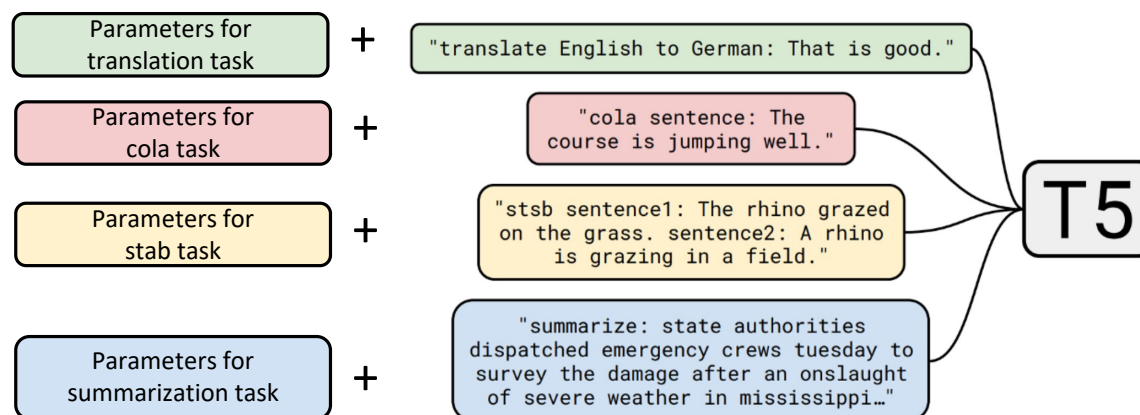 Parameters for
translation task
+
"translate English to German: That is good."
Parameters for
cola task
+
"cola sentence: The
course is jumping well."
Parameters for
stab task
+
"stsb sentence1: The rhino grazed
on the grass. sentence2: A rhino
is grazing in a field."
T5
Parameters for
summarization task
+
"summarize: state authorities
dispatched emergency crews tuesday to
survey the damage after an onslaught
of severe weather in mississippi…"